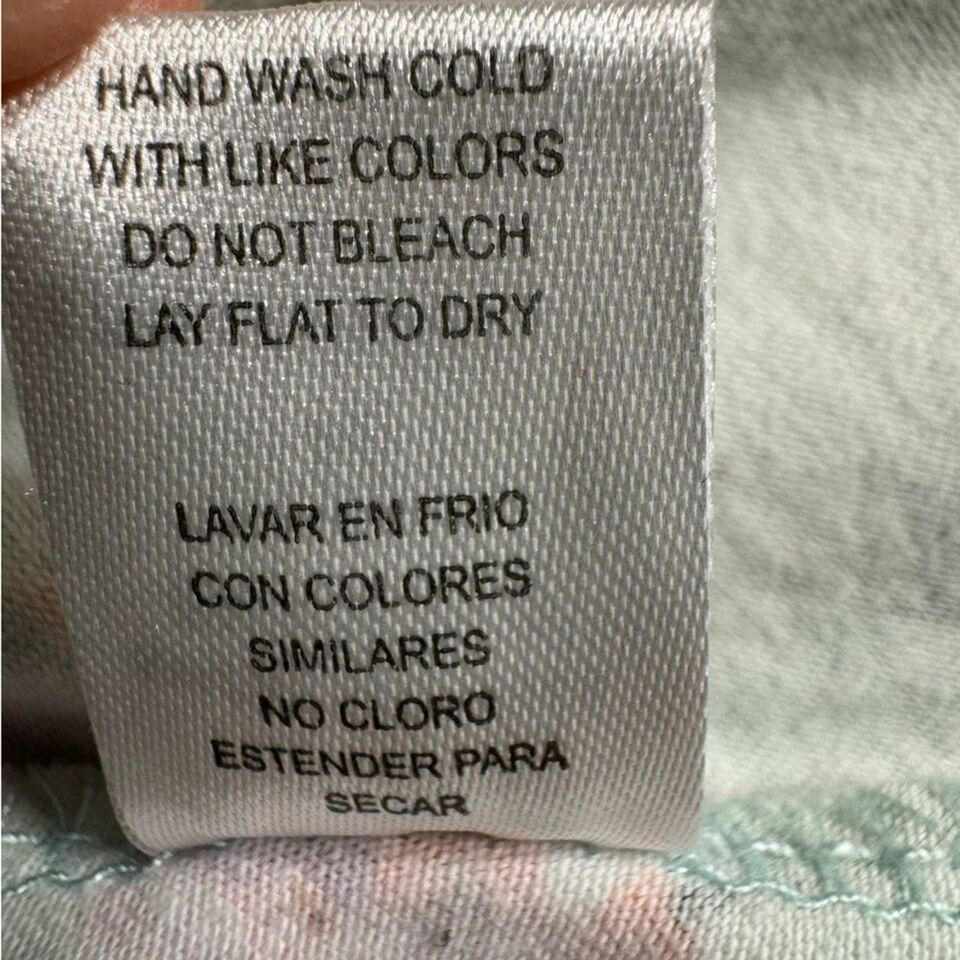 HAND WASH COLD
WITH LIKE COLORS
DO NOT BLEACH
LAY FLAT TO DRY
LAVAR EN FRIO
CON COLORES
SIMILARES
NO CLORO
ESTENDER PARA
SECAR